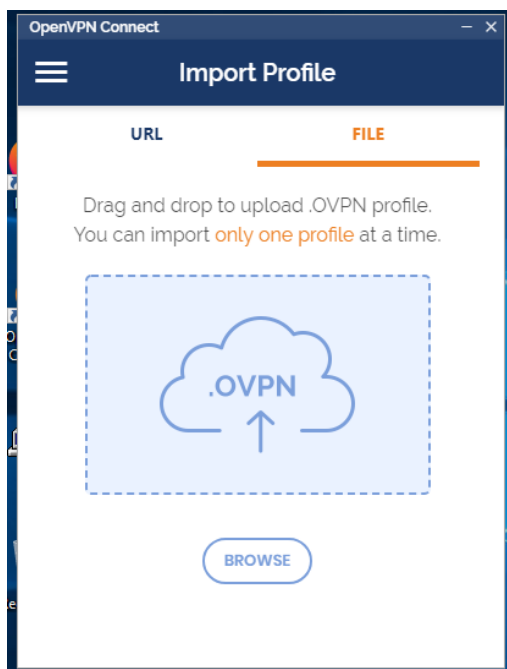 OpenVPN Connect
Import Profile
URL
FILE
Drag and drop to upload .OVPN profile.
You can import only one profile at a time.
.OVPN
BROWSE